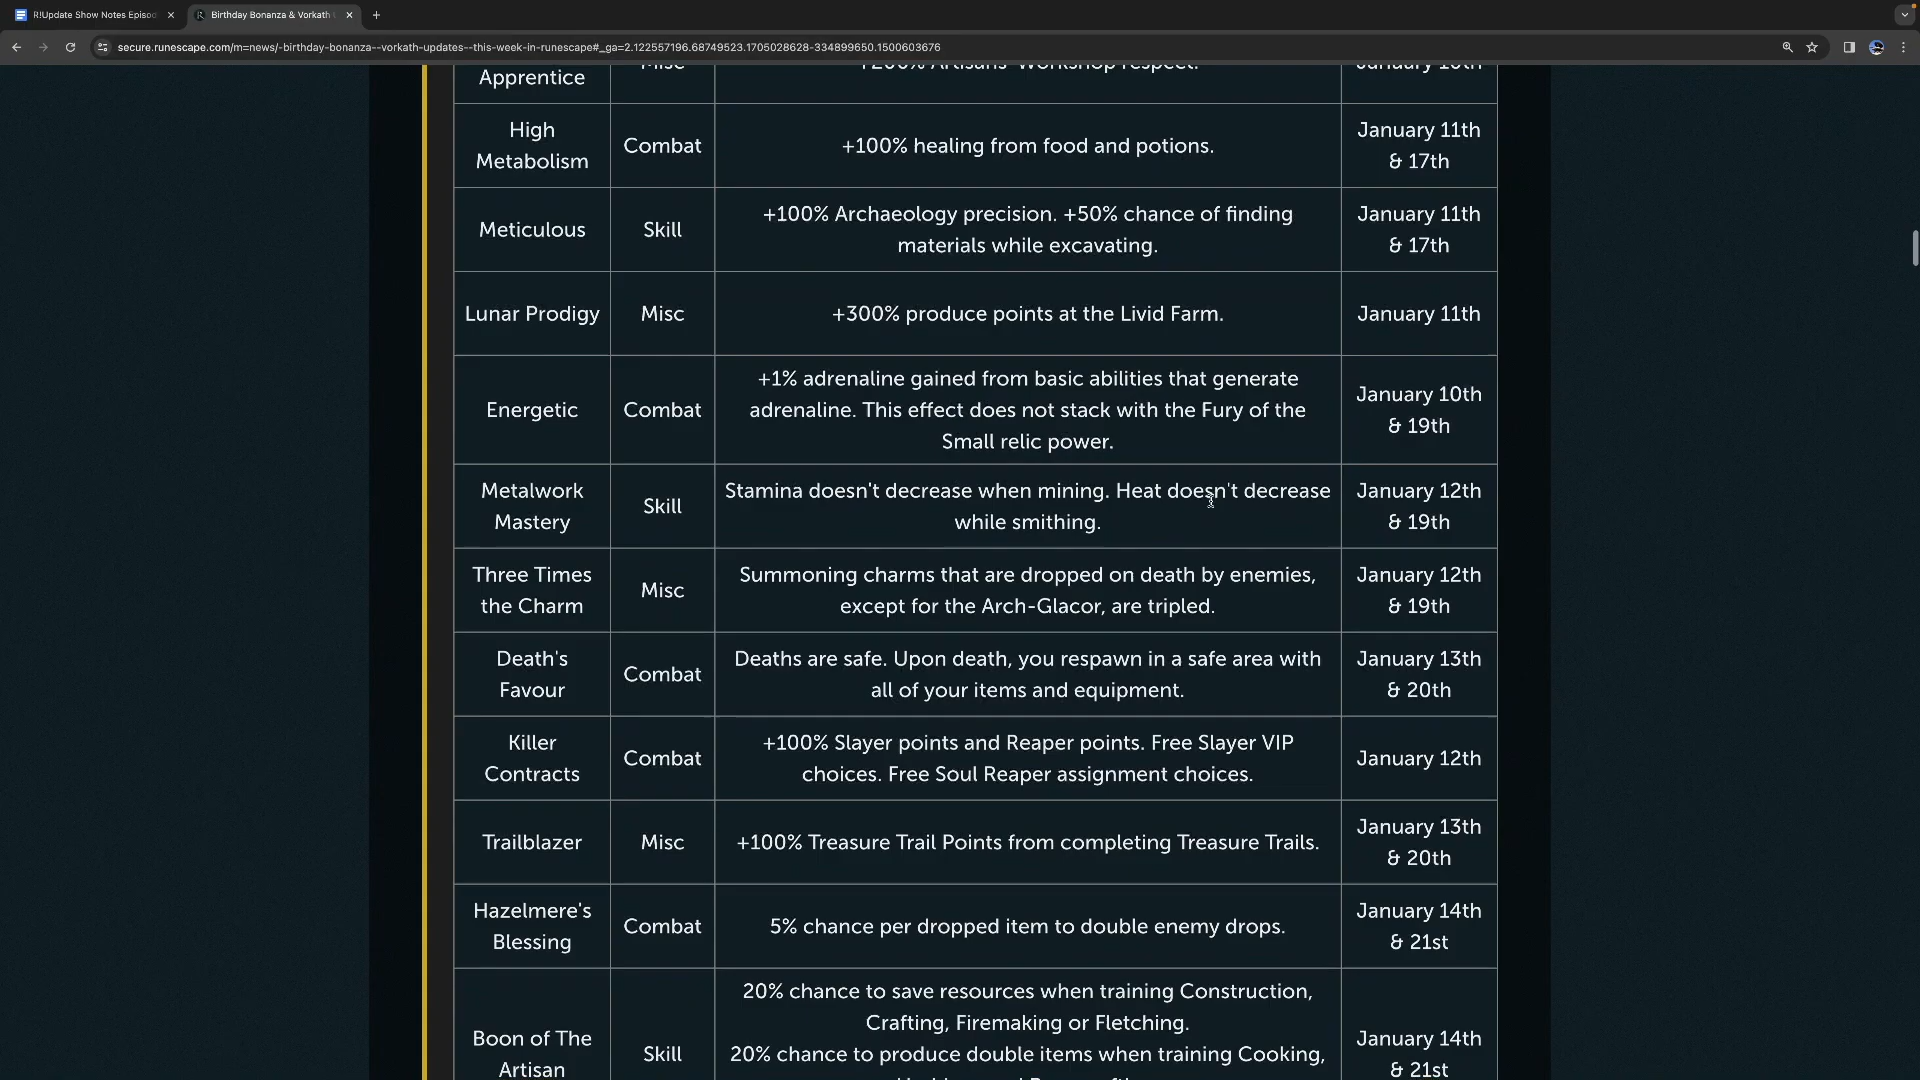 R!Update Show Notes Episod
Birthday Bonanza & Vorkath
secure.runescape.com/m=news/-birthday-bonanza--vorkath-updates--this-week-in-runescape#_ga=2.122557196.68749523.1705028628-334899650.1500603676
Apprentice
Misc
+200% Artisans' Workshop respect.
January 10th
High
Metabolism
Combat
+100% healing from food and potions.
January 11th
& 17th
Meticulous
Skill
+100% Archaeology precision. +50% chance of finding
materials while excavating.
January 11th
& 17th
Lunar Prodigy
Misc
+300% produce points at the Livid Farm.
January 11th
Energetic
Combat
+1% adrenaline gained from basic abilities that generate
adrenaline. This effect does not stack with the Fury of the
Small relic power.
January 10th
& 19th
Metalwork
Mastery
Skill
Stamina doesn't decrease when mining. Heat doesn't decrease
while smithing.
January 12th
& 19th
Three Times
the Charm
Misc
Summoning charms that are dropped on death by enemies,
except for the Arch-Glacor, are tripled.
January 12th
& 19th
Death's
Favour
Combat
Deaths are safe. Upon death, you respawn in a safe area with
all of your items and equipment.
January 13th
& 20th
Killer
Contracts
Combat
+100% Slayer points and Reaper points. Free Slayer VIP
choices. Free Soul Reaper assignment choices.
January 12th
Trailblazer
Misc
+100% Treasure Trail Points from completing Treasure Trails.
January 13th
& 20th
Hazelmere's
Blessing
Combat
5% chance per dropped item to double enemy drops.
January 14th
& 21st
Boon of The
Artisan
Skill
20% chance to save resources when training Construction,
Crafting, Firemaking or Fletching.
20% chance to produce double items when training Cooking,
January 14th
& 21st